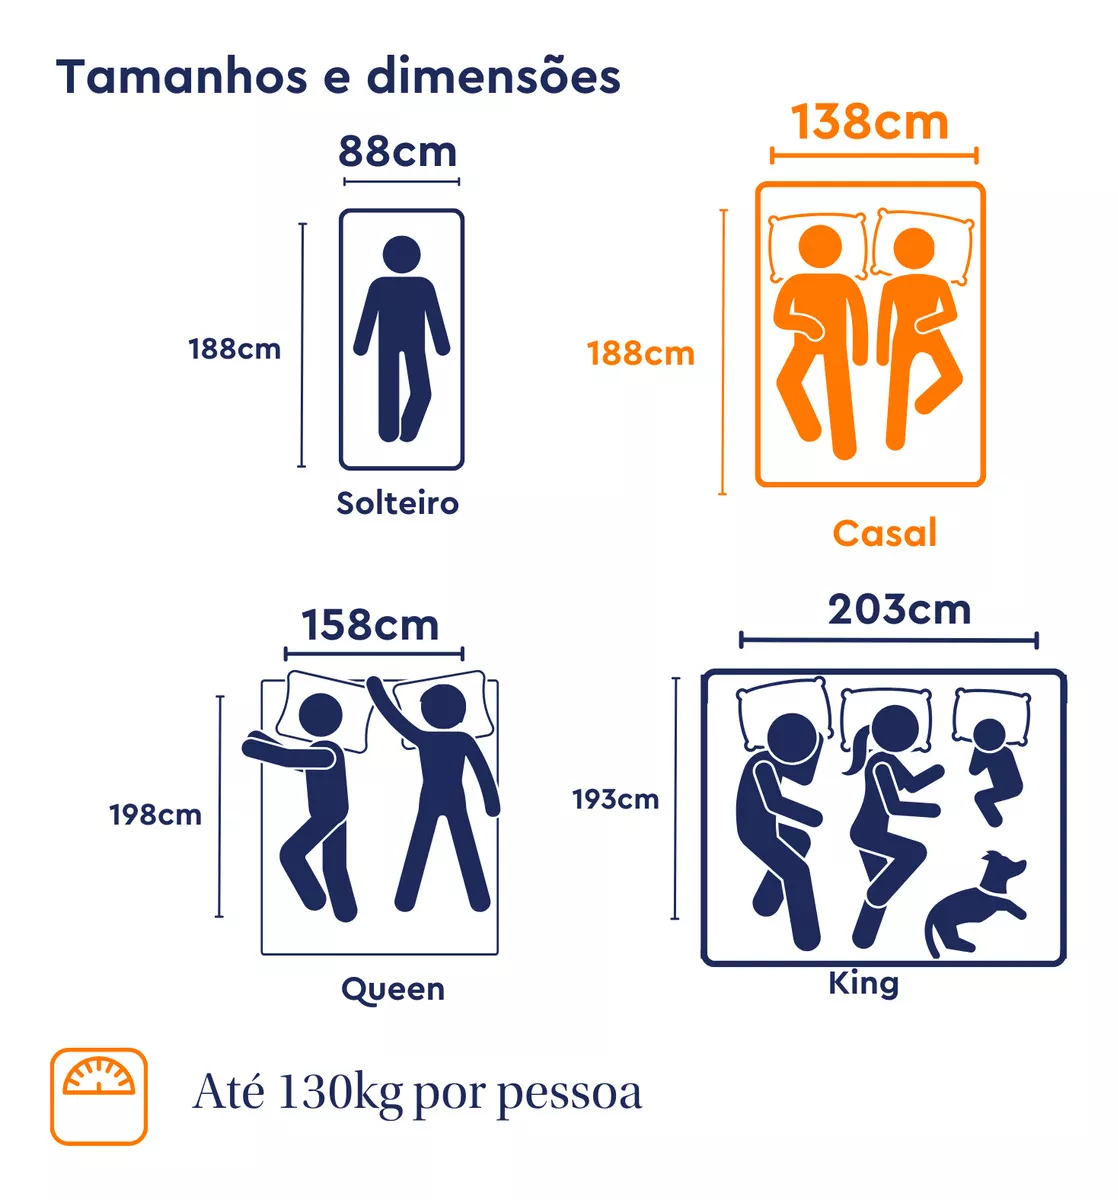 Tamanhos e dimensões
88cm
188cm
Solteiro
138cm
188cm
Casal
158cm
198cm
Queen
203cm
193cm
King
Até 130kg por pessoa